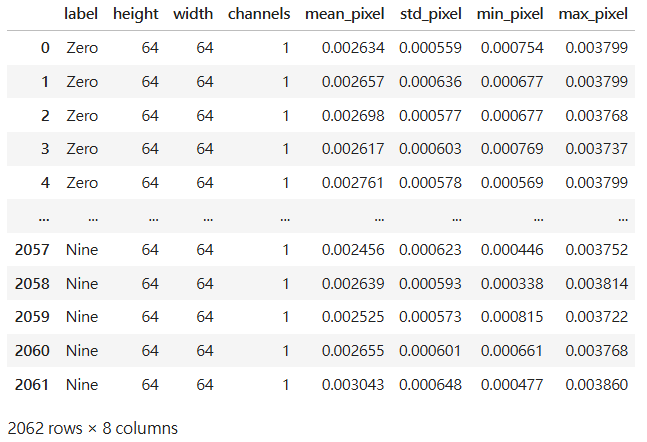 label height width channels mean_pixel std_pixel min_pixel max_pixel
0 Zero 64 64 1 0.002634 0.000559 0.000754 0.003799
1 Zero 64 64 1 0.002657 0.000636 0.000677 0.003799
2 Zero 64 64 1 0.002698 0.000577 0.000677 0.003768
3 Zero 64 64 1 0.002617 0.000603 0.000769 0.003737
4 Zero 64 64 1 0.002761 0.000578 0.000569 0.003799
... ... ... ... ... ... ... ... ...
2057 Nine 64 64 1 0.002456 0.000623 0.000446 0.003752
2058 Nine 64 64 1 0.002639 0.000593 0.000338 0.003814
2059 Nine 64 64 1 0.002525 0.000573 0.000815 0.003722
2060 Nine 64 64 1 0.002655 0.000601 0.000661 0.003768
2061 Nine 64 64 1 0.003043 0.000648 0.000477 0.003860
2062 rows × 8 columns